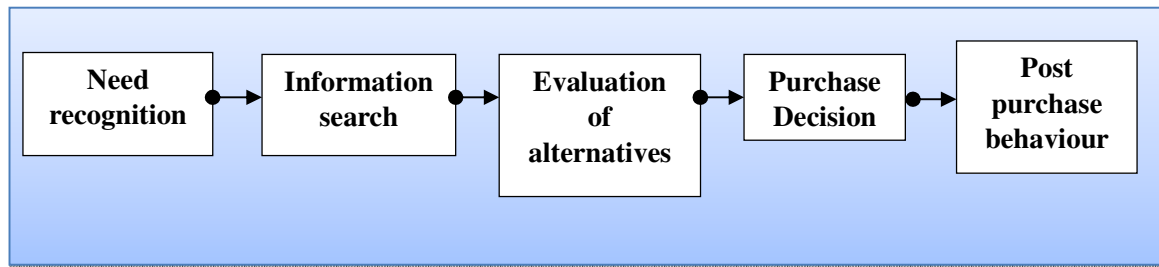 Need
recognition
Information
search
Evaluation
of
alternatives
Purchase
Decision
Post
purchase
behaviour